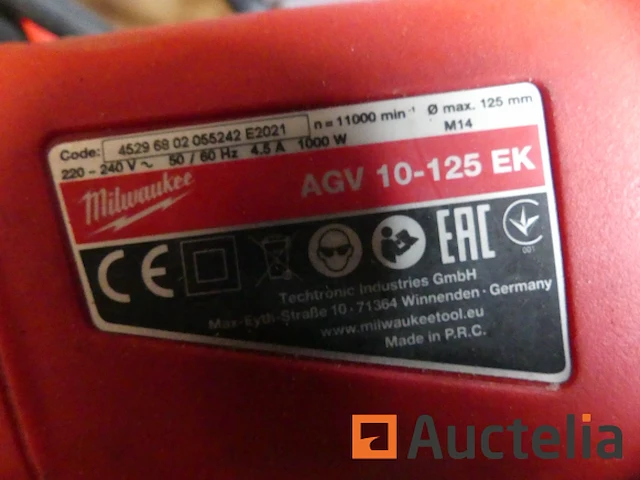 Code: 4529 68 02 055242 E2021 n = 11000 min⁻¹ Ø max. 125 mm
220 - 240 V ~ 50 / 60 Hz 4.5 A 1000 W M14
Milwaukee AGV 10-125 EK
CE EAC
001
Techtronic Industries GmbH
Max-Eyth-Straße 10 · 71364 Winnenden · Germany
www.milwaukeetool.eu
Made in P.R.C.
Auctelia